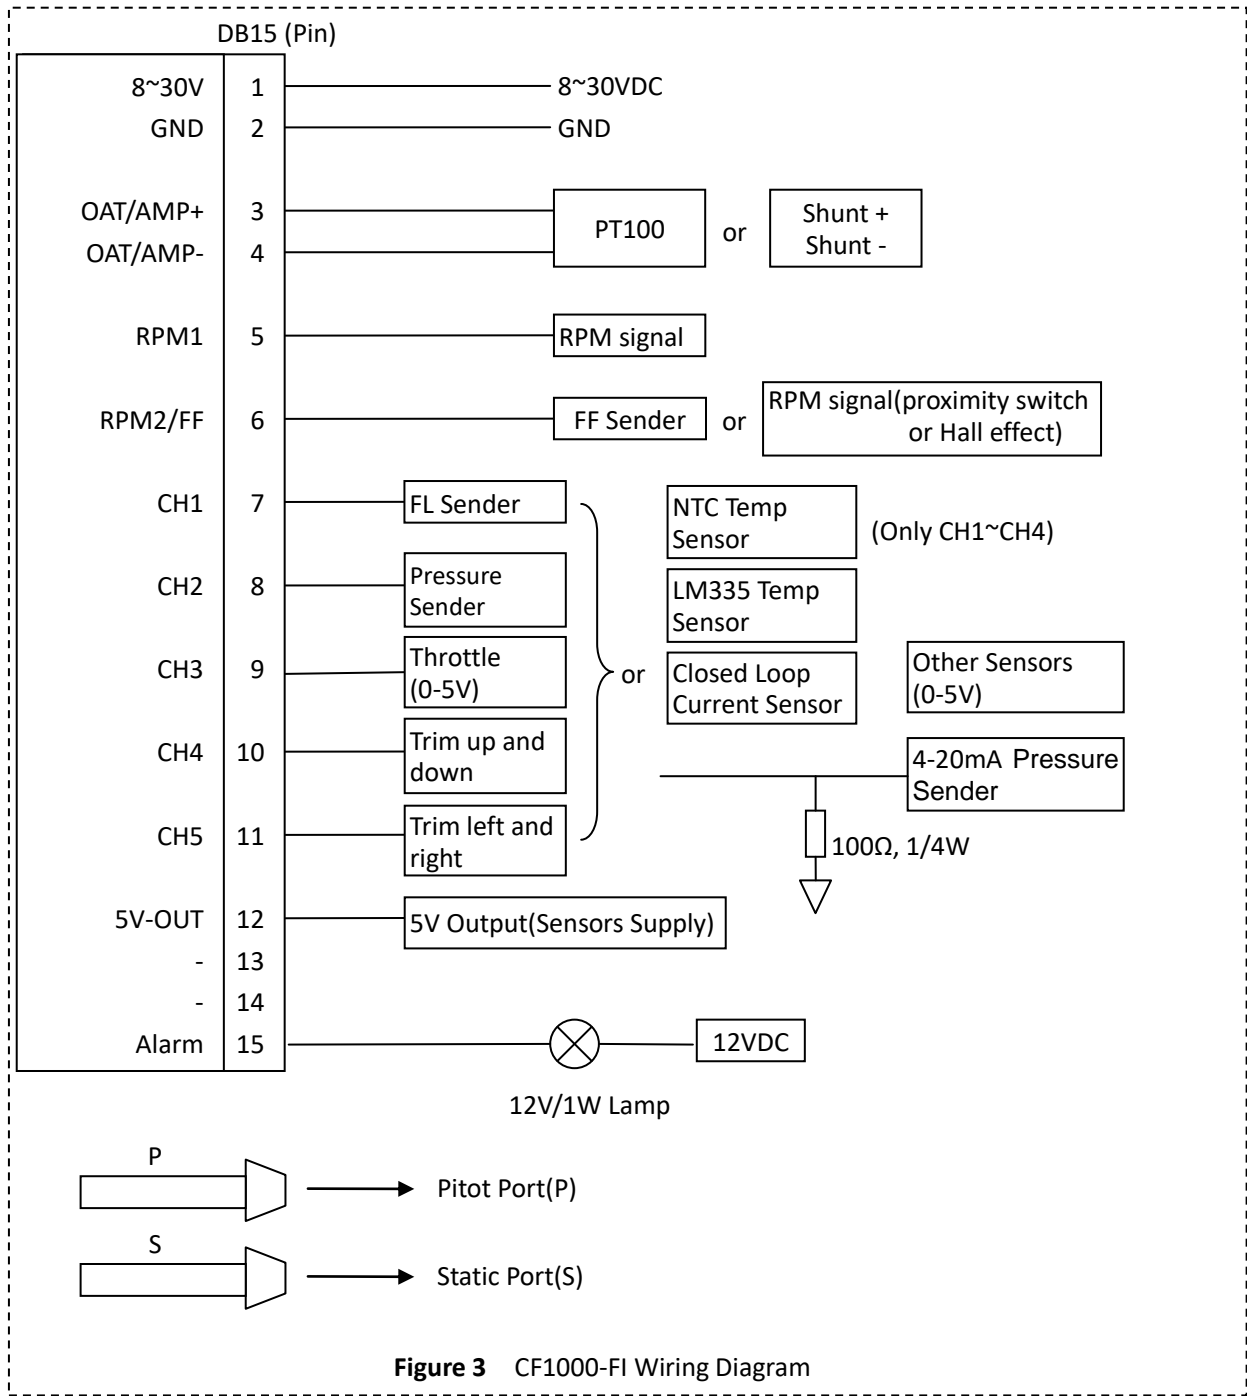 DB15 (Pin)
8~30V 1 8~30VDC
GND 2 GND
OAT/AMP+ 3
OAT/AMP- 4
PT100 or
Shunt +
Shunt -
RPM1 5 RPM signal
RPM2/FF 6 FF Sender or
RPM signal(proximity switch
or Hall effect)
CH1 7 FL Sender
CH2 8
Pressure
Sender
CH3 9
Throttle
(0-5V)
CH4 10
Trim up and
down
CH5 11
Trim left and
right
or
NTC Temp
Sensor
(Only CH1~CH4)
LM335 Temp
Sensor
Closed Loop
Current Sensor
Other Sensors
(0-5V)
4-20mA Pressure
Sender
100Ω, 1/4W
5V-OUT 12 5V Output(Sensors Supply)
- 13
- 14
Alarm 15 12VDC
12V/1W Lamp
P
Pitot Port(P)
S
Static Port(S)
Figure 3 CF1000-FI Wiring Diagram